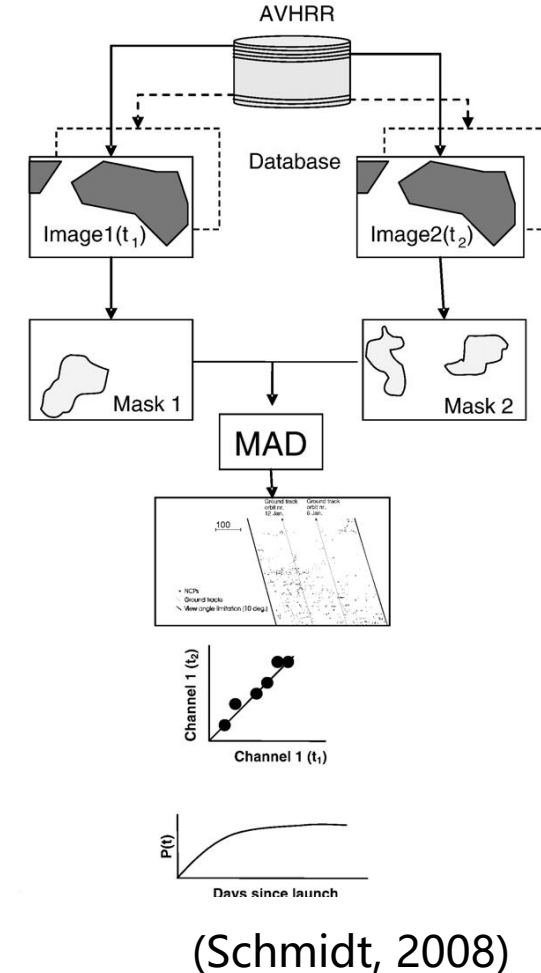 AVHRR
Database
Image1(t₁)
Image2(t₂)
Mask 1
Mask 2
MAD
Ground track
orbit nr.
12 Jan.
Ground track
orbit nr.
6 Jan.
100
NCPs
Ground tracks
View angle limitation (10 deg.)
Channel 1 (t₂)
Channel 1 (t₁)
P(t)
Days since launch
(Schmidt, 2008)